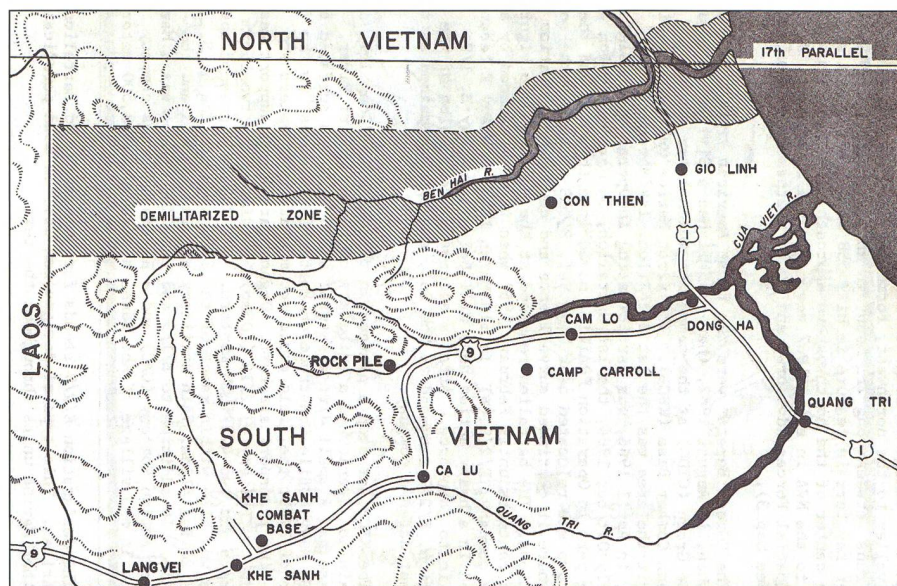 NORTH VIETNAM
17th PARALLEL
BEN HAI R.
GIO LINH
CON THIEN
DEMILITARIZED ZONE
1
CUA VIET R.
LAOS
CAM LO
DONG HA
9
ROCK PILE
CAMP CARROLL
QUANG TRI
SOUTH VIETNAM
1
CA LU
KHE SANH
COMBAT
BASE
QUANG TRI R.
9
LANG VEI
KHE SANH